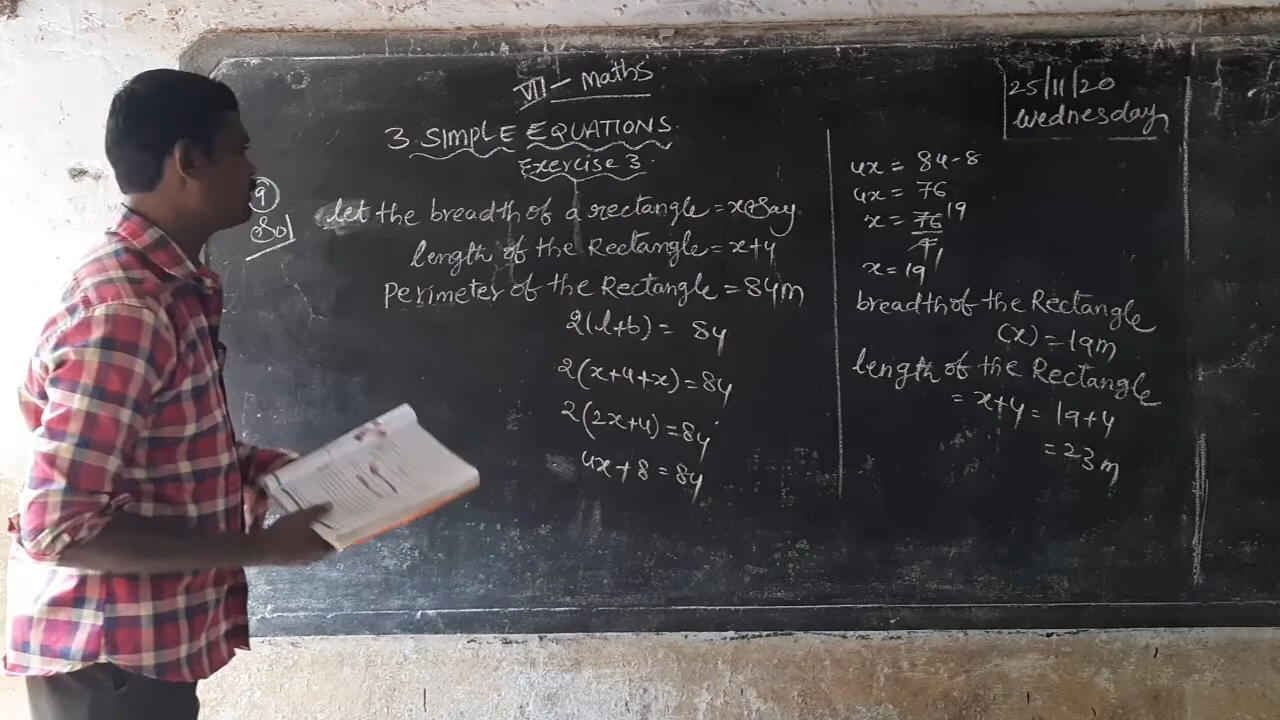 VII - Maths
25/11/20
Wednesday
3. SIMPLE EQUATIONS
Exercise 3
9
Sol
let the breadth of a rectangle = x Say
length of the Rectangle = x+4
Perimeter of the Rectangle = 84m
2(l+b) = 84
2(x+4+x) = 84
2(2x+4) = 84
4x+8 = 84
4x = 84-8
4x = 76
x = 76 19
4 1
x = 19
breadth of the Rectangle
(x) = 19m
length of the Rectangle
= x+4 = 19+4
= 23m